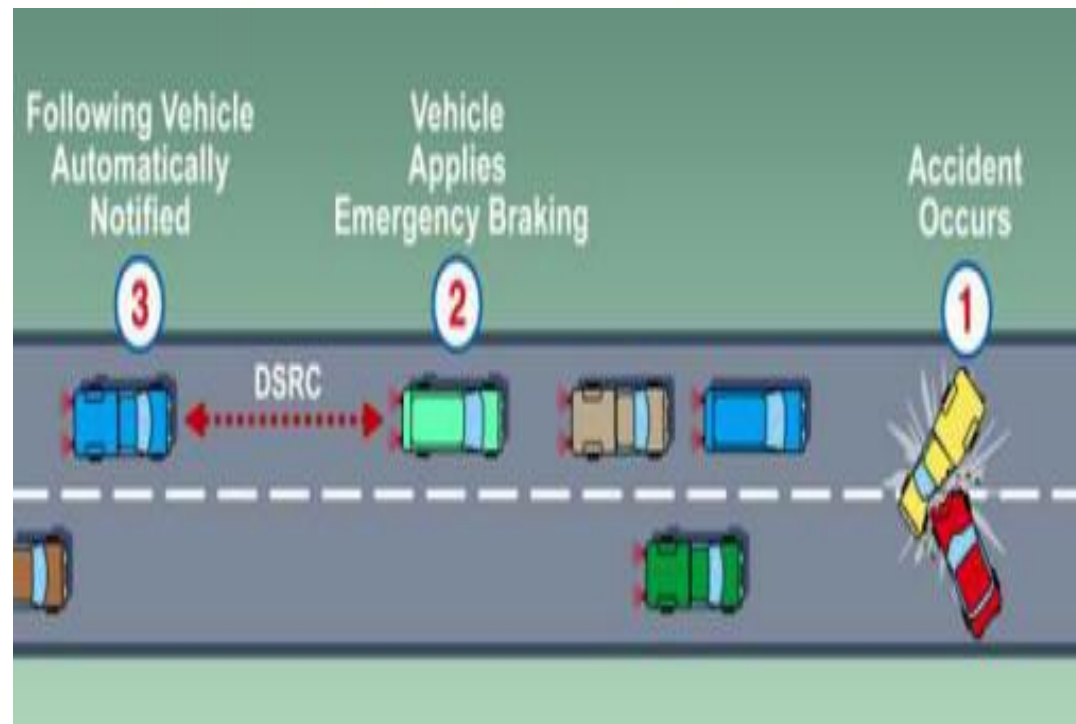 Following Vehicle
Automatically
Notified
Vehicle
Applies
Emergency Braking
Accident
Occurs
3
2
1
DSRC